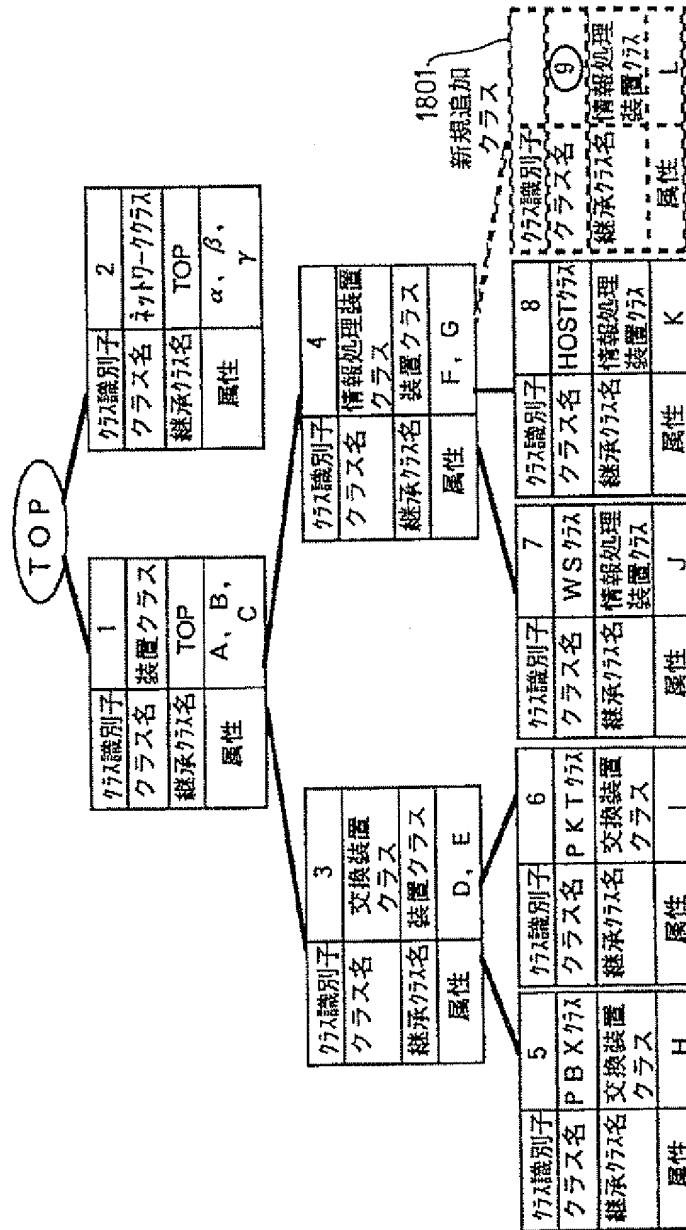 TOP
クラス識別子 1
クラス名 装置クラス
継承クラス名 TOP
属性 A、B、
C
クラス識別子 2
クラス名 ネットワーククラス
継承クラス名 TOP
属性 α、β、
γ
クラス識別子 3
クラス名 交換装置
クラス
継承クラス名 装置クラス
属性 D、E
クラス識別子 4
クラス名 情報処理装置
クラス
継承クラス名 装置クラス
属性 F、G
1801
新規追加
クラス
クラス識別子 5
クラス名 PBXクラス
継承クラス名 交換装置
クラス
属性 H
クラス識別子 6
クラス名 PKTクラス
継承クラス名 交換装置
クラス
属性 I
クラス識別子 7
クラス名 WSクラス
継承クラス名 情報処理
装置クラス
属性 J
クラス識別子 8
クラス名 HOSTクラス
継承クラス名 情報処理
装置クラス
属性 K
クラス識別子
クラス名 9
継承クラス名 情報処理
装置クラス
属性 L